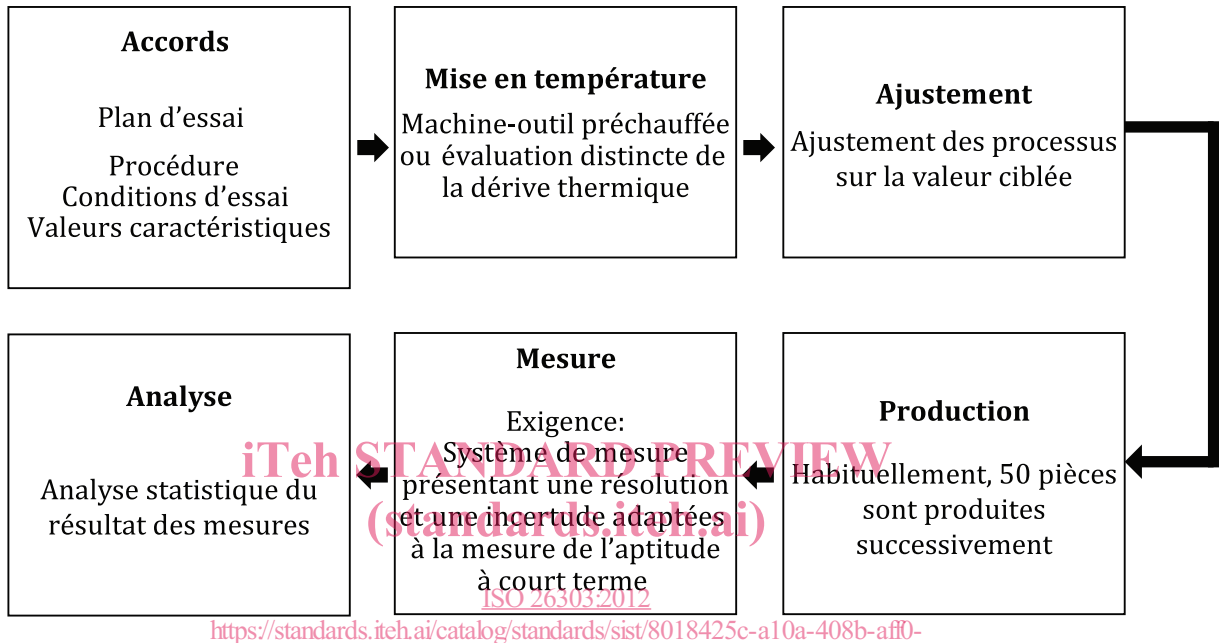 Accords
Plan d’essai
Procédure
Conditions d’essai
Valeurs caractéristiques
Mise en température
Machine-outil préchauffée
ou évaluation distincte de
la dérive thermique
Ajustement
Ajustement des processus
sur la valeur ciblée
Production
Habituellement, 50 pièces
sont produites
successivement
Mesure
Exigence:
Système de mesure
présentant une résolution
et une incertude adaptées
à la mesure de l’aptitude
à court terme
Analyse
Analyse statistique du
résultat des mesures
iTeh STANDARD PREVIEW
(standards.iteh.ai)
ISO 26303:2012
https://standards.iteh.ai/catalog/standards/sist/8018425c-a10a-408b-aff0-